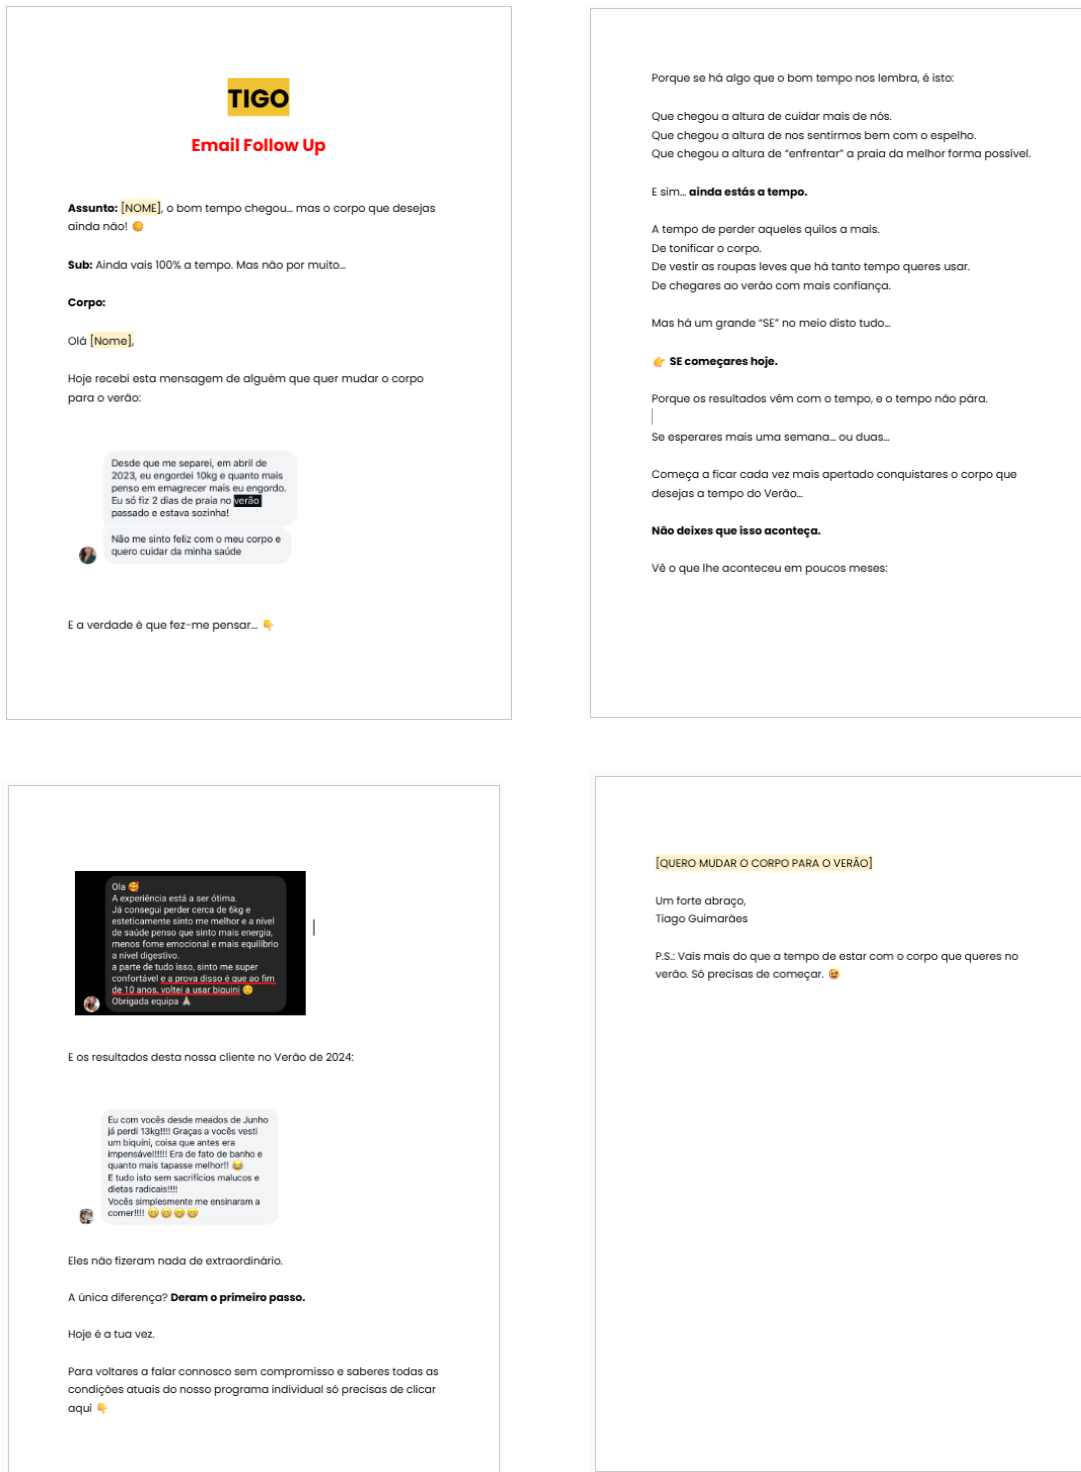 TIGO
Email Follow Up
Assunto: [NOME], o bom tempo chegou... mas o corpo que desejas
ainda não! 🌞
Sub: Ainda vais 100% a tempo. Mas não por muito...
Corpo:
Olá [Nome],
Hoje recebi esta mensagem de alguém que quer mudar o corpo
para o verão:
Desde que me separei, em abril de
2023, eu engordei 10kg e quanto mais
penso em emagrecer mais eu engordo.
Eu só fiz 2 dias de praia no verão
passado e estava sozinha!
Não me sinto feliz com o meu corpo e
quero cuidar da minha saúde
E a verdade é que fez-me pensar... 👇
Porque se há algo que o bom tempo nos lembra, é isto:
Que chegou a altura de cuidar mais de nós.
Que chegou a altura de nos sentirmos bem com o espelho.
Que chegou a altura de “enfrentar” a praia da melhor forma possível.
E sim... ainda estás a tempo.
A tempo de perder aqueles quilos a mais.
De tonificar o corpo.
De vestir as roupas leves que há tanto tempo queres usar.
De chegares ao verão com mais confiança.
Mas há um grande “SE” no meio disto tudo...
👉 SE começares hoje.
Porque os resultados vêm com o tempo, e o tempo não pára.
Se esperares mais uma semana... ou duas...
Começa a ficar cada vez mais apertado conquistares o corpo que
desejas a tempo do Verão...
Não deixes que isso aconteça.
Vê o que lhe aconteceu em poucos meses:
Ola 🥰
A experiência está a ser ótima.
Já consegui perder cerca de 6kg e
esteticamente sinto me melhor e a nível
de saúde penso que sinto mais energia,
menos fome emocional e mais equilíbrio
a nível digestivo.
a parte de tudo isso, sinto me super
confortável e a prova disso é que ao fim
de 10 anos, voltei a usar biquini 😌
Obrigada equipa 🙏
E os resultados desta nossa cliente no Verão de 2024:
Eu com vocês desde meados de Junho
já perdi 13kg!!!! Graças a vocês vesti
um biquíni, coisa que antes era
impensável!!!!! Era de fato de banho e
quanto mais tapasse melhor!! 😂
E tudo isto sem sacrifícios malucos e
dietas radicais!!!!
Vocês simplesmente me ensinaram a
comer!!!! 😄😄😄😄
Eles não fizeram nada de extraordinário.
A única diferença? Deram o primeiro passo.
Hoje é a tua vez.
Para voltares a falar connosco sem compromisso e saberes todas as
condições atuais do nosso programa individual só precisas de clicar
aqui 👇
[QUERO MUDAR O CORPO PARA O VERÃO]
Um forte abraço,
Tiago Guimarães
P.S.: Vais mais do que a tempo de estar com o corpo que queres no
verão. Só precisas de começar. 😉